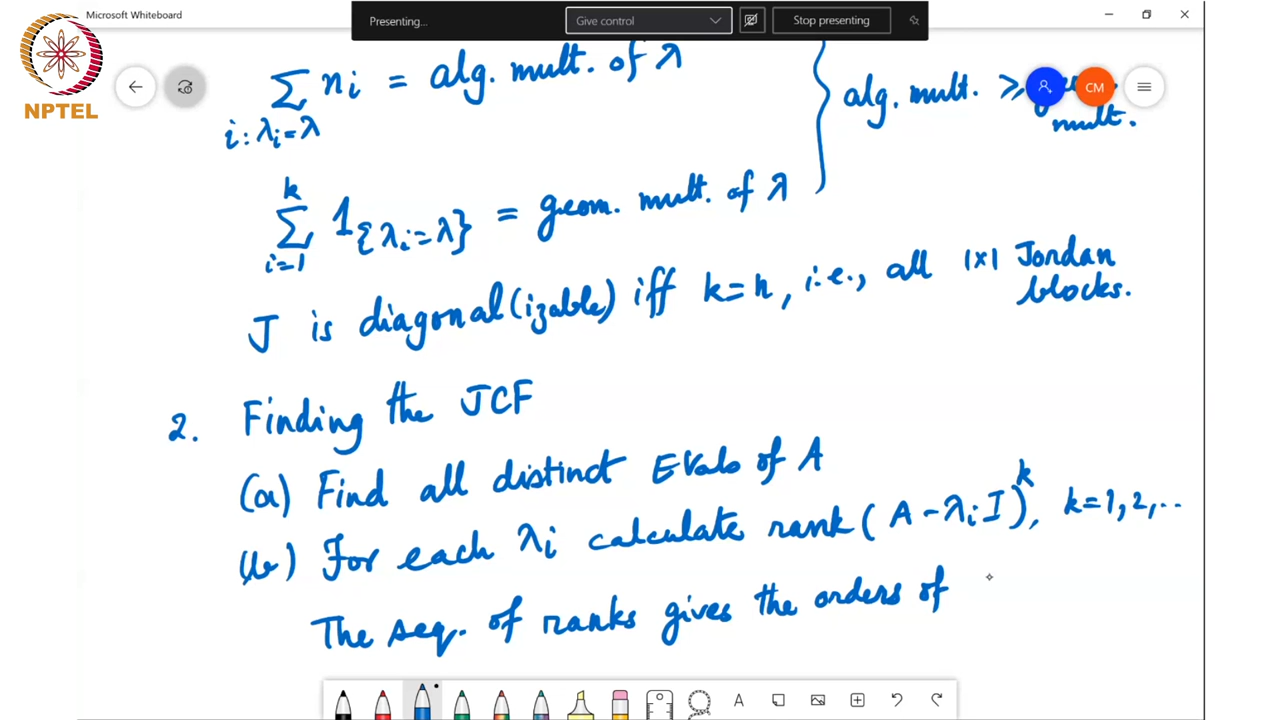 Microsoft Whiteboard
Presenting...
Give control
Stop presenting
NPTEL
CM
∑ nᵢ = alg. mult. of λ
i: λᵢ=λ
alg. mult. ≥
mult.
k
∑ 1{λᵢ=λ} = geom. mult. of λ
i=1
J is diagonal(izable) iff k=n, i.e., all 1×1 Jordan
blocks.
2. Finding the JCF
(a) Find all distinct Evals of A
(b) For each λᵢ calculate rank(A-λᵢI)ᵏ, k=1,2,...
The seq. of ranks gives the orders of
A